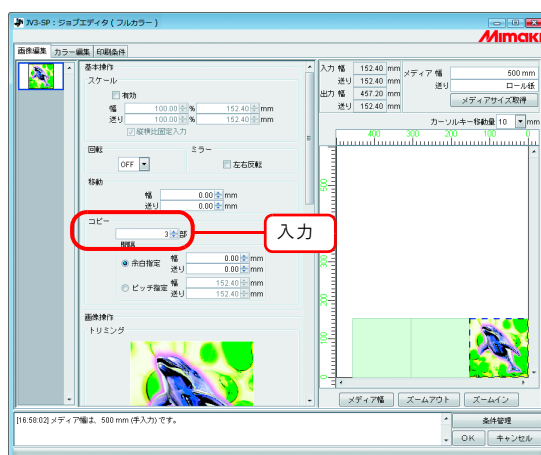 JV3-SP : ジョブエディタ ( フルカラー )
Mimaki
画像編集 カラー編集 印刷条件
基本操作
スケール
有効
幅 100.00 % 152.40 mm
送り 100.00 % 152.40 mm
縦横比固定入力
回転 ミラー
OFF 左右反転
移動
幅 0.00 mm
送り 0.00 mm
コピー
3 部
間隔
余白指定 幅 0.00 mm
送り 0.00 mm
ピッチ指定 幅 152.40 mm
送り 152.40 mm
画像操作
トリミング
入力
入力 幅 152.40 mm
送り 152.40 mm
出力 幅 457.20 mm
送り 152.40 mm
メディア 幅 500 mm
送り ロール紙
メディアサイズ取得
カーソルキー移動量 10 mm
400 300 200 100 0
メディア幅 ズームアウト ズームイン
[16:58:02] メディア幅は、500 mm (手入力) です。
条件管理
OK キャンセル